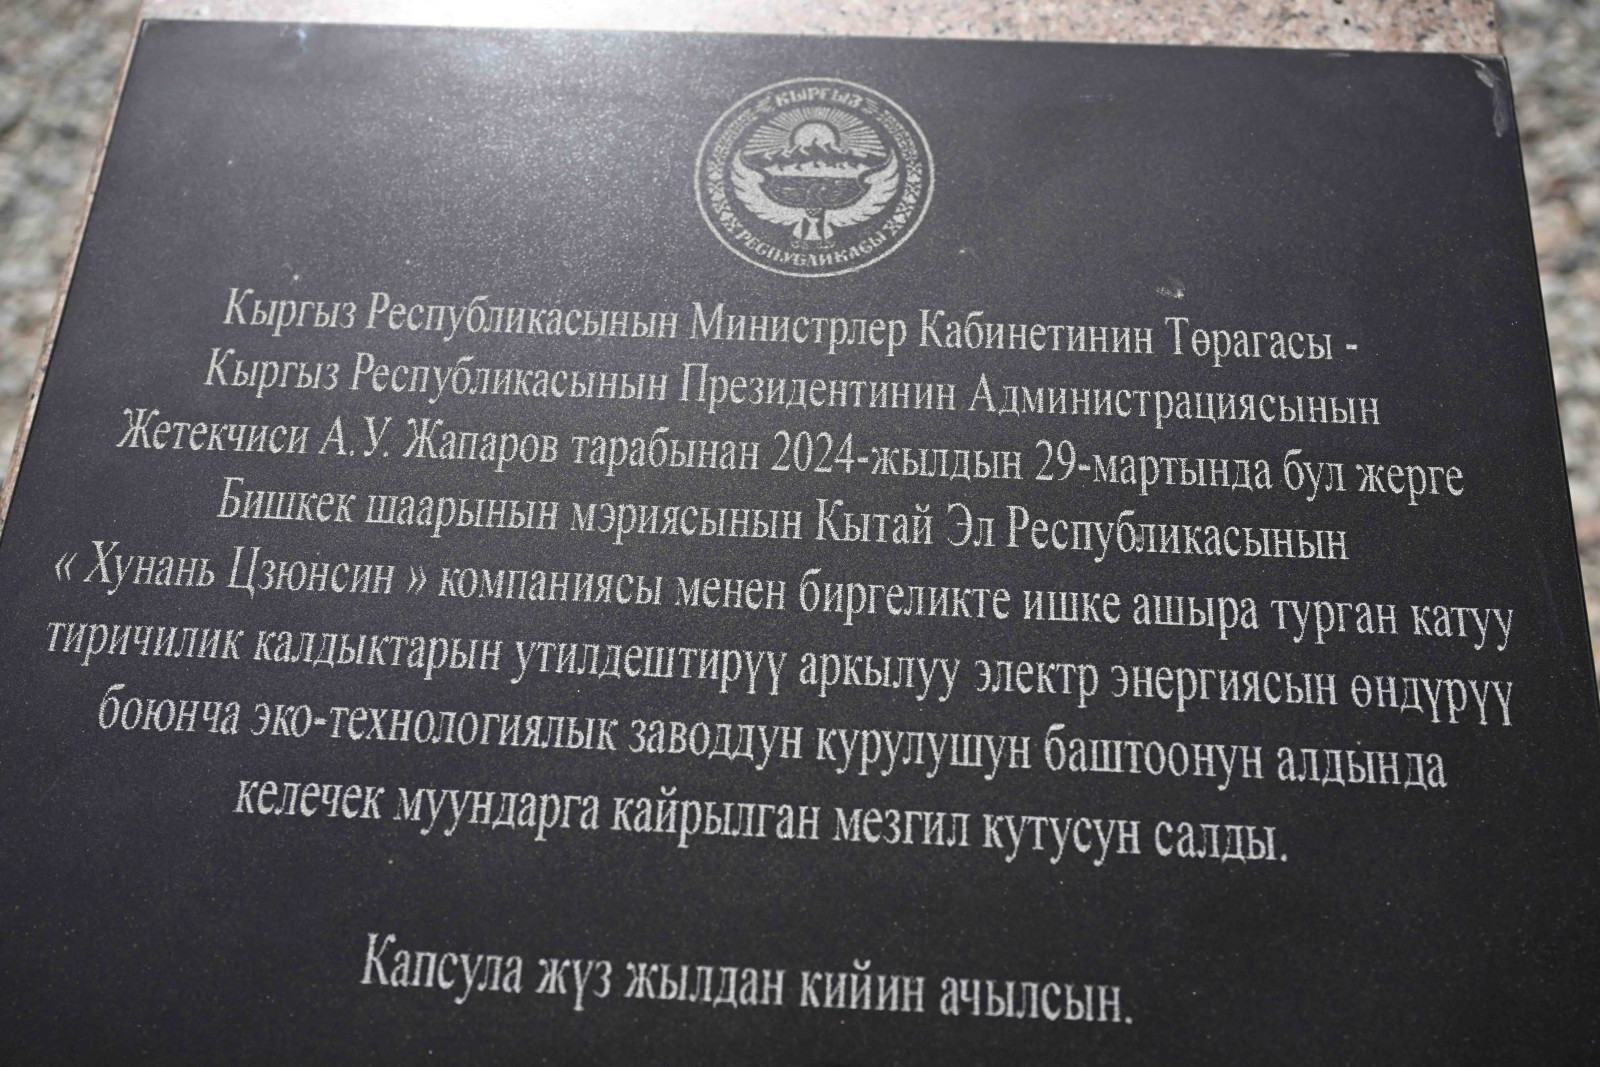 КЫРГЫЗ
РЕСПУБЛИКАСЫ
Кыргыз Республикасынын Министрлер Кабинетинин Төрагасы -
Кыргыз Республикасынын Президентинин Администрациясынын
Жетекчиси А.У. Жапаров тарабынан 2024-жылдын 29-мартында бул жерге
Бишкек шаарынын мэриясынын Кытай Эл Республикасынын
« Хунань Цзюнсин » компаниясы менен биргеликте ишке ашыра турган катуу
тиричилик калдыктарын утилдештирүү аркылуу электр энергиясын өндүрүү
боюнча эко-технологиялык заводдун курулушун баштоонун алдында
келечек муундарга кайрылган мезгил кутусун салды.
Капсула жүз жылдан кийин ачылсын.